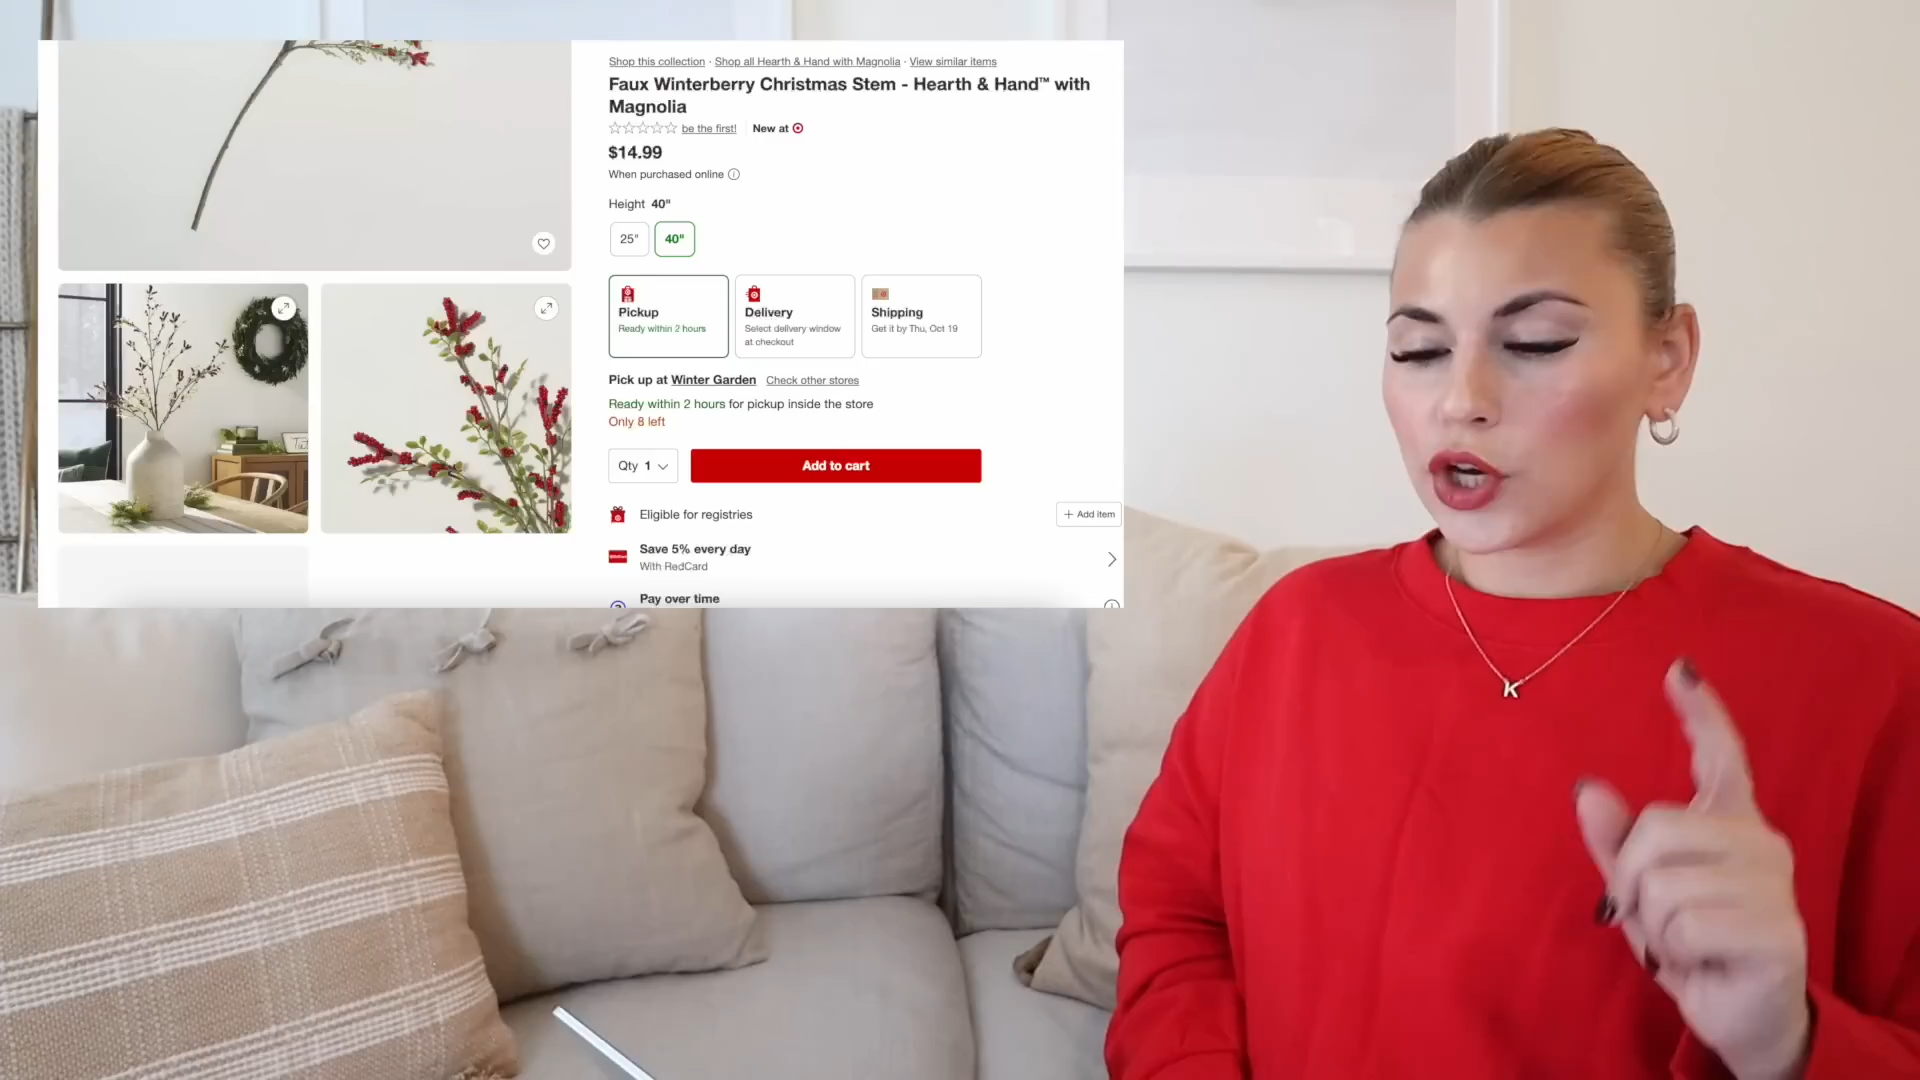 Shop this collection · Shop all Hearth & Hand with Magnolia · View similar items
Faux Winterberry Christmas Stem - Hearth & Hand™ with
Magnolia
be the first! New at
$14.99
When purchased online
Height 40"
25" 40"
Pickup
Ready within 2 hours
Delivery
Select delivery window
at checkout
Shipping
Get it by Thu, Oct 19
Pick up at Winter Garden Check other stores
Ready within 2 hours for pickup inside the store
Only 8 left
Qty 1
Add to cart
Eligible for registries
+ Add item
Save 5% every day
With RedCard
Pay over time
K